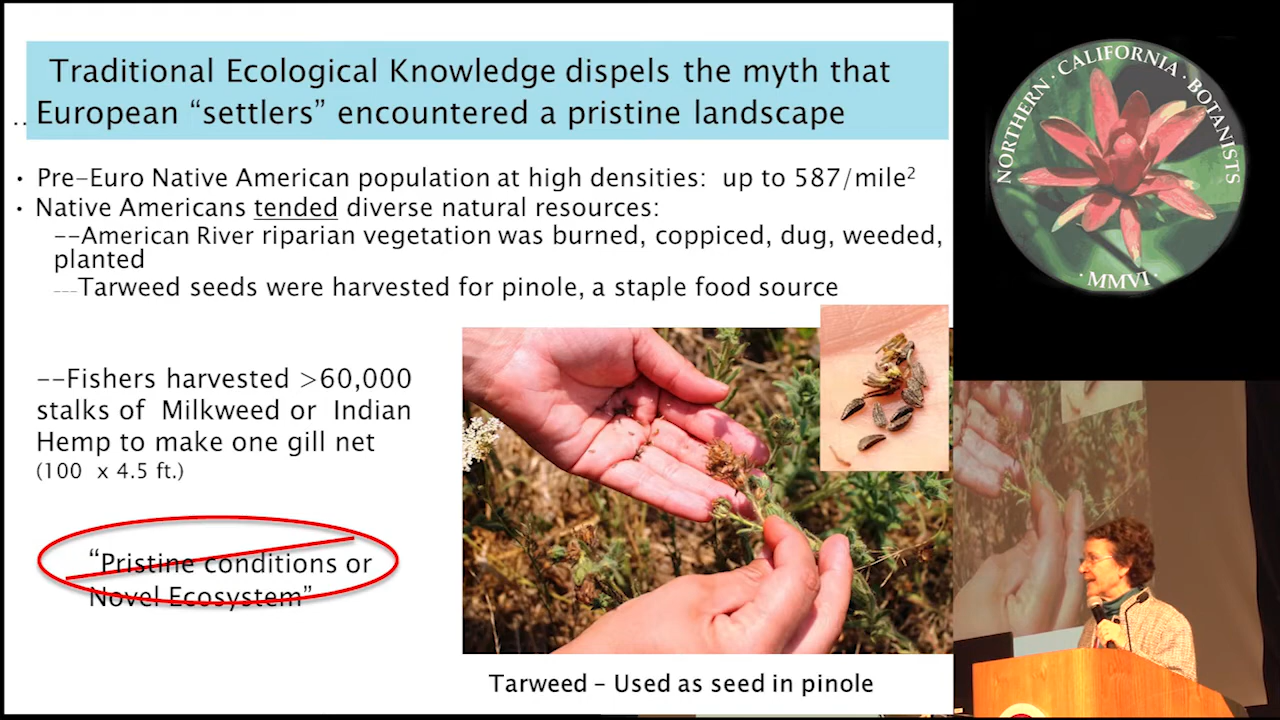 Traditional Ecological Knowledge dispels the myth that
..European “settlers” encountered a pristine landscape
• Pre-Euro Native American population at high densities: up to 587/mile²
• Native Americans tended diverse natural resources:
--American River riparian vegetation was burned, coppiced, dug, weeded,
planted
---Tarweed seeds were harvested for pinole, a staple food source
--Fishers harvested >60,000
stalks of Milkweed or Indian
Hemp to make one gill net
(100 x 4.5 ft.)
“Pristine conditions or
Novel Ecosystem”
Tarweed – Used as seed in pinole
NORTHERN · CALIFORNIA · BOTANISTS
· MMVI ·